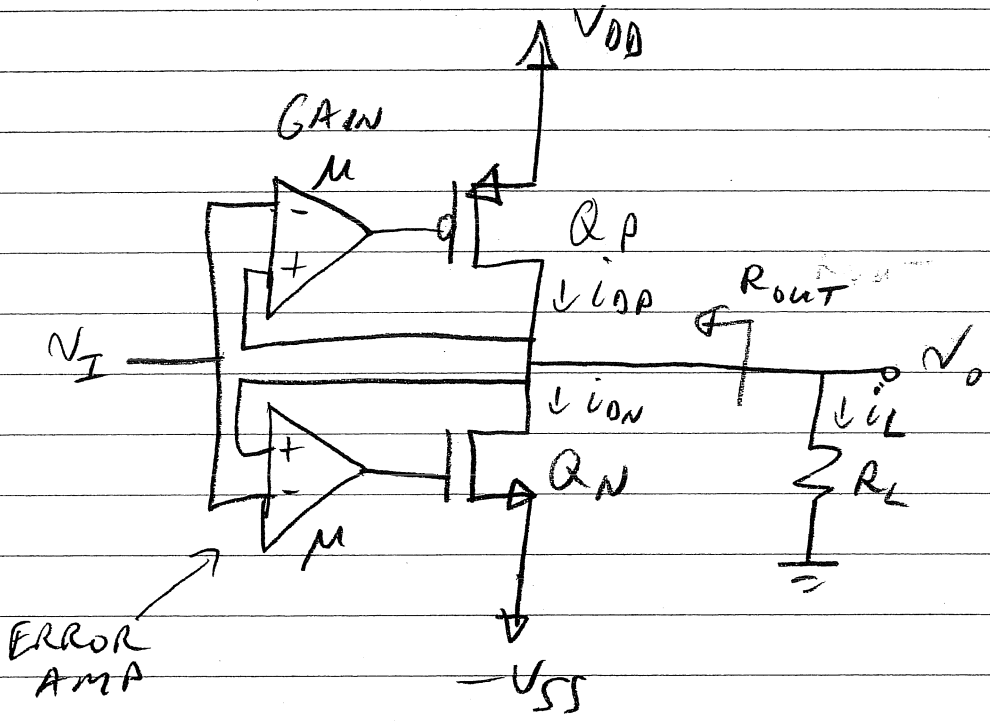 VDD
GAIN
μ
-
+
QP
↓ iDP
ROUT
vI
vo
↓ iDN
↓ iL
+
-
QN
RL
μ
ERROR
AMP
-VSS